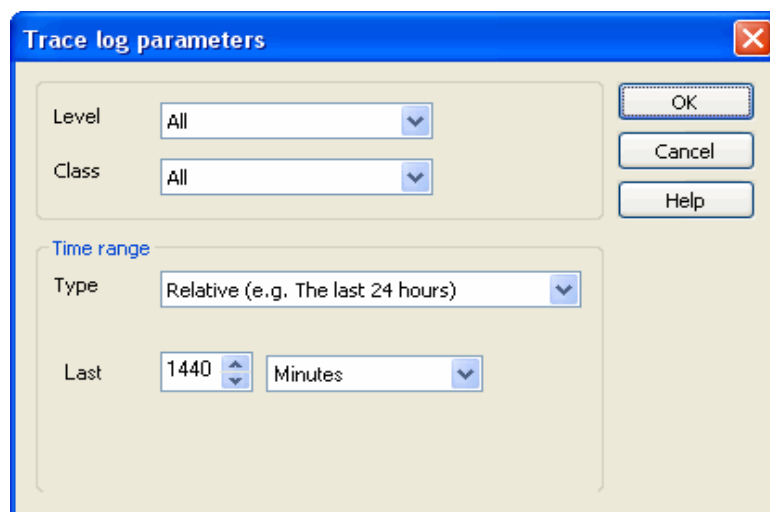 Trace log parameters
Level All
Class All
OK
Cancel
Help
Time range
Type Relative (e.g. The last 24 hours)
Last 1440 Minutes